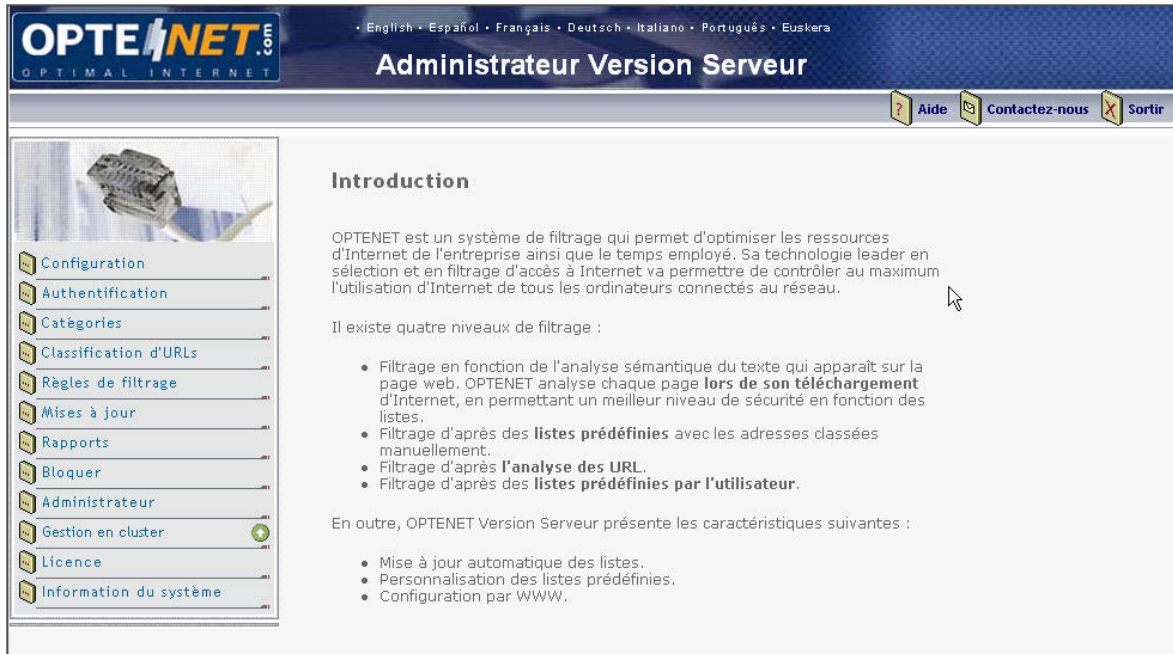 OPTENET.com
OPTIMAL INTERNET
· English · Español · Français · Deutsch · Italiano · Português · Euskera
Administrateur Version Serveur
Aide
Contactez-nous
Sortir
Configuration
Authentification
Catégories
Classification d'URLs
Règles de filtrage
Mises à jour
Rapports
Bloquer
Administrateur
Gestion en cluster
Licence
Information du système
Introduction
OPTENET est un système de filtrage qui permet d'optimiser les ressources
d'Internet de l'entreprise ainsi que le temps employé. Sa technologie leader en
sélection et en filtrage d'accès à Internet va permettre de contrôler au maximum
l'utilisation d'Internet de tous les ordinateurs connectés au réseau.
Il existe quatre niveaux de filtrage :
• Filtrage en fonction de l'analyse sémantique du texte qui apparaît sur la
page web. OPTENET analyse chaque page lors de son téléchargement
d'Internet, en permettant un meilleur niveau de sécurité en fonction des
listes.
• Filtrage d'après des listes prédéfinies avec les adresses classées
manuellement.
• Filtrage d'après l'analyse des URL.
• Filtrage d'après des listes prédéfinies par l'utilisateur.
En outre, OPTENET Version Serveur présente les caractéristiques suivantes :
• Mise à jour automatique des listes.
• Personnalisation des listes prédéfinies.
• Configuration par WWW.